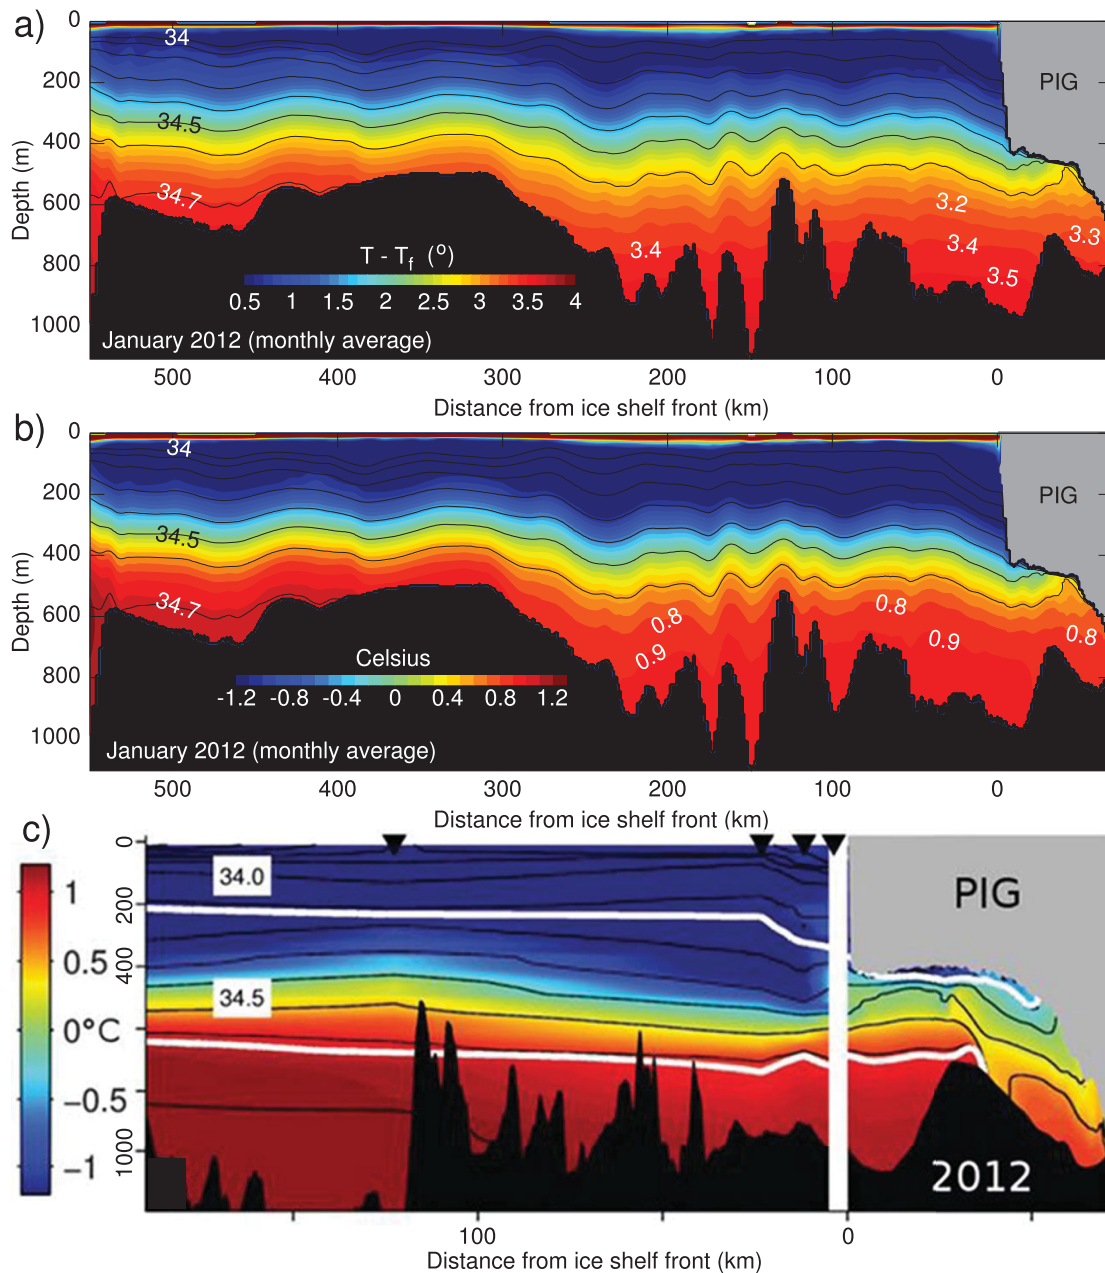 a)
0
200
400
600
800
1000
Depth (m)
34
34.5
34.7
PIG
3.2
3.3
3.4
3.4
3.5
T - Tf (o)
0.5 1 1.5 2 2.5 3 3.5 4
January 2012 (monthly average)
500 400 300 200 100 0
Distance from ice shelf front (km)
b)
0
200
400
600
800
1000
Depth (m)
34
34.5
34.7
PIG
0.8
0.8
0.8
0.9
0.9
Celsius
-1.2 -0.8 -0.4 0 0.4 0.8 1.2
January 2012 (monthly average)
500 400 300 200 100 0
Distance from ice shelf front (km)
c)
1
0.5
0°C
−0.5
−1
0
200
400
1000
34.0
34.5
PIG
2012
100 0
Distance from ice shelf front (km)